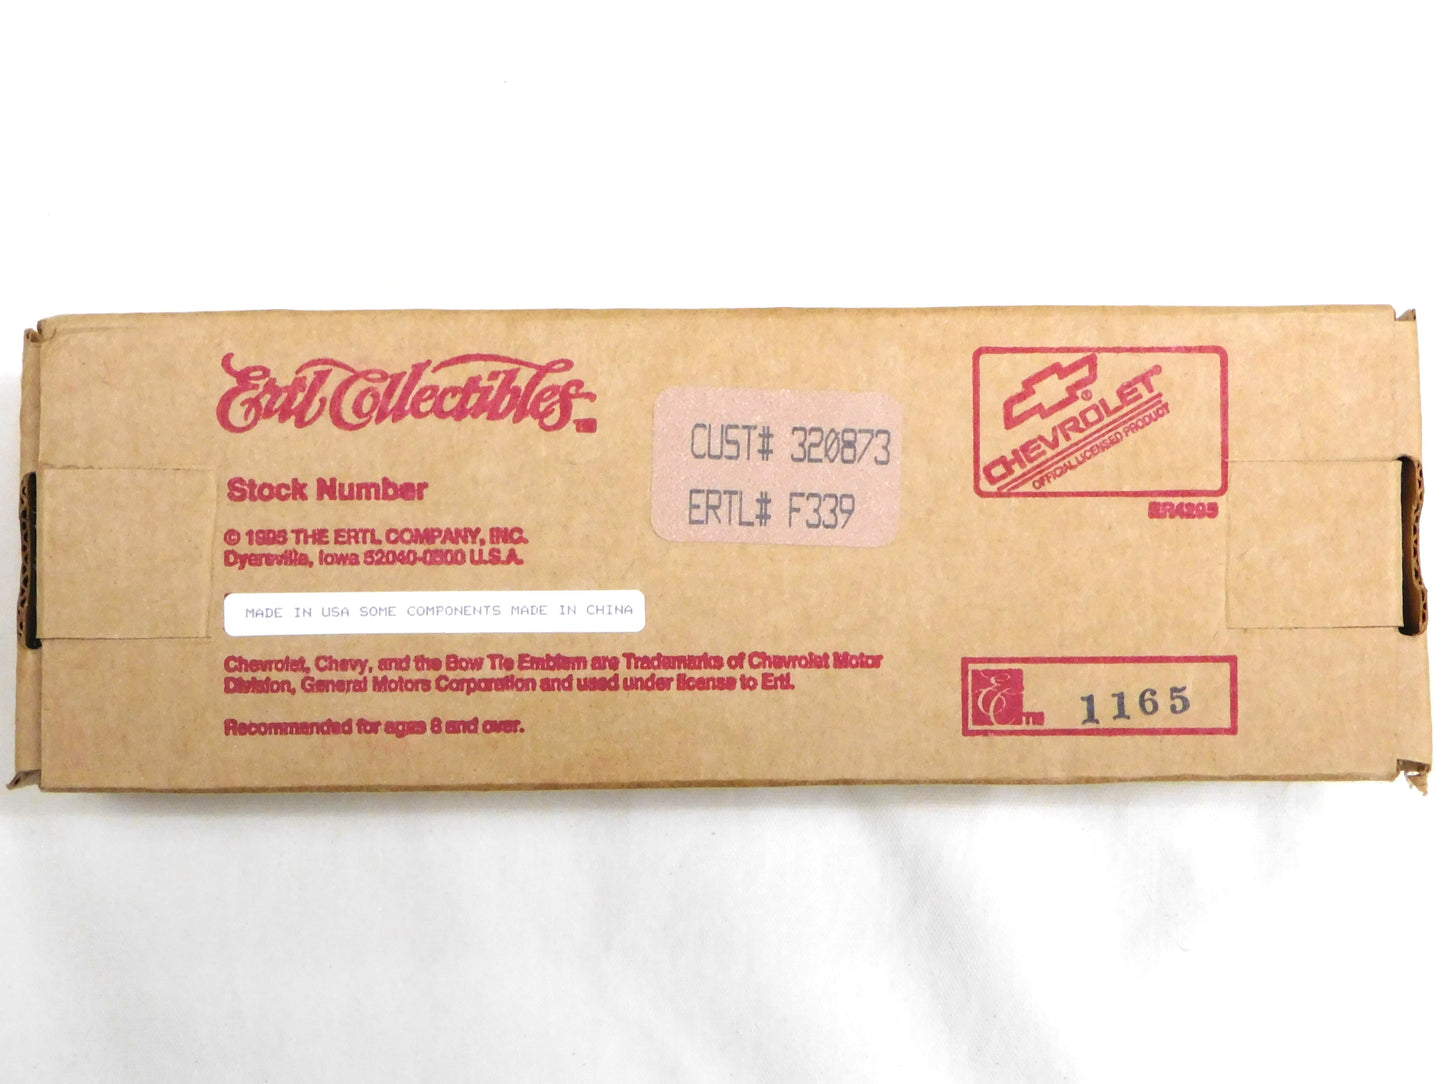 Ertl Collectibles™
CUST# 320873
ERTL# F339
Stock Number
© 1995 THE ERTL COMPANY, INC.
Dyersville, Iowa 52040-0500 U.S.A.
MADE IN USA SOME COMPONENTS MADE IN CHINA
Chevrolet, Chevy, and the Bow Tie Emblem are Trademarks of Chevrolet Motor
Division, General Motors Corporation and used under license to Ertl.
Recommended for ages 8 and over.
®
CHEVROLET®
OFFICIAL LICENSED PRODUCT
EC™ 1165